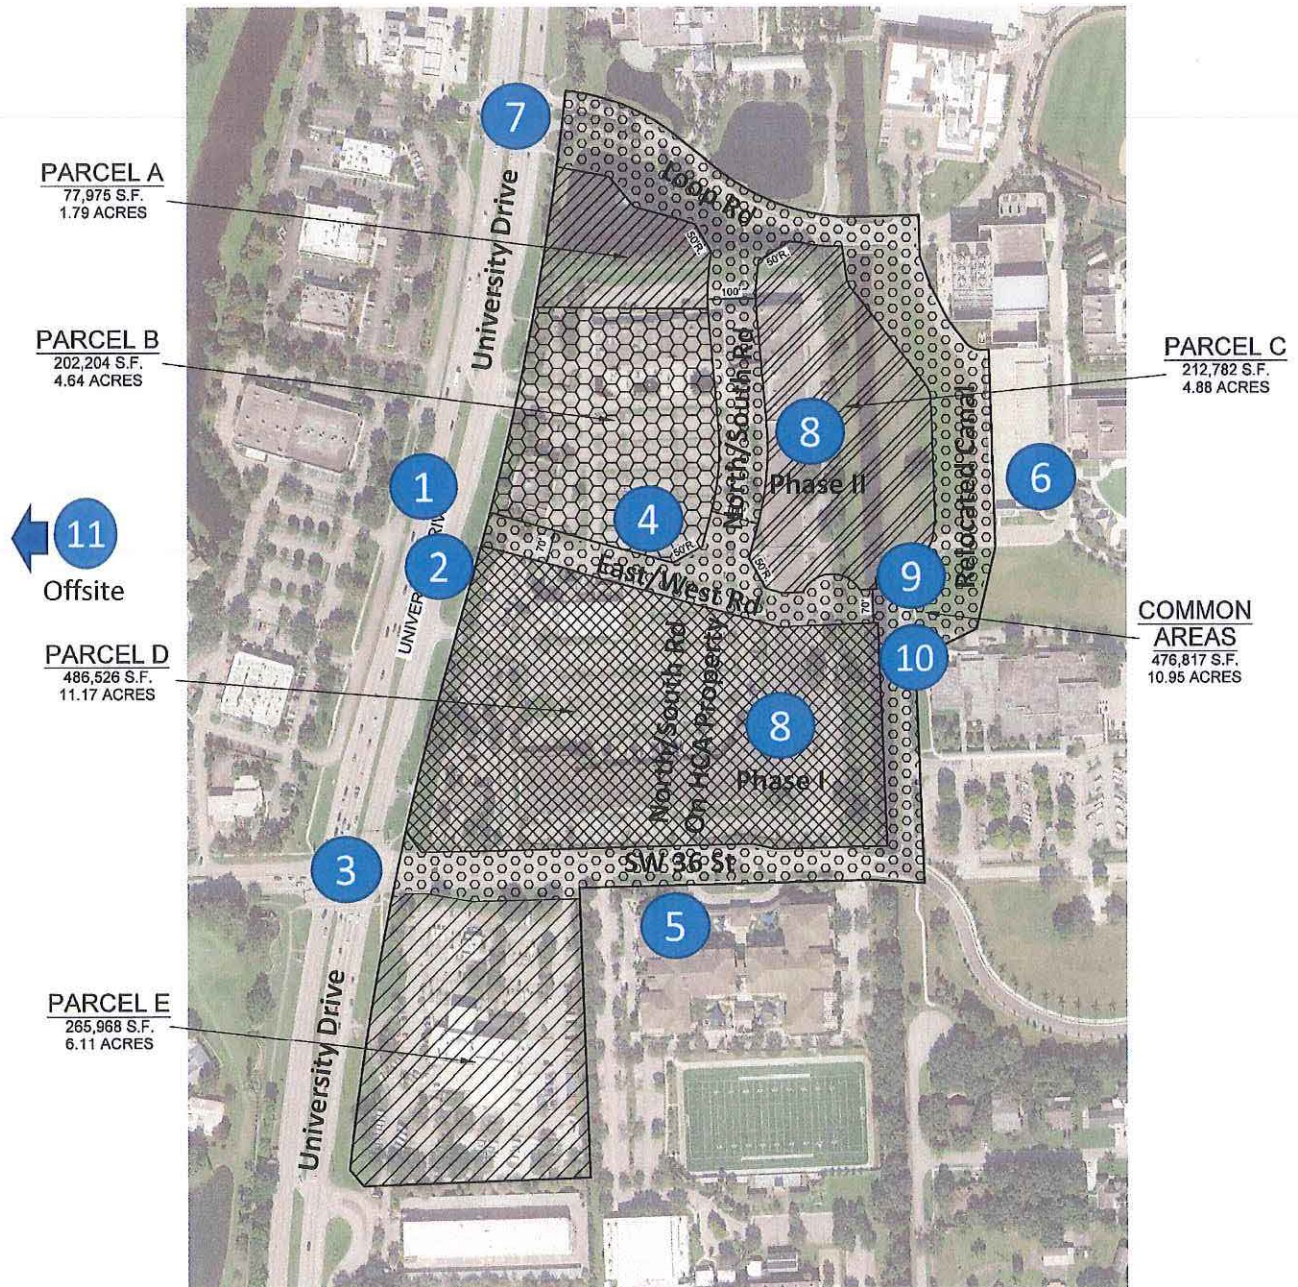 7
PARCEL A
77,975 S.F.
1.79 ACRES
Loop Rd
University Drive
50'R.
50'R.
100'
PARCEL B
202,204 S.F.
4.64 ACRES
PARCEL C
212,782 S.F.
4.88 ACRES
North/South Rd
8
Phase II
Relocated Canal
6
1
4
11
Offsite
UNIVER
RIV
2
70'
50'R.
50'R.
East/West Rd
9
70'
COMMON
AREAS
476,817 S.F.
10.95 ACRES
PARCEL D
486,526 S.F.
11.17 ACRES
10
North/south Rd
On HCA Property
8
Phase I
SW 36 St
3
5
PARCEL E
265,968 S.F.
6.11 ACRES
University Drive